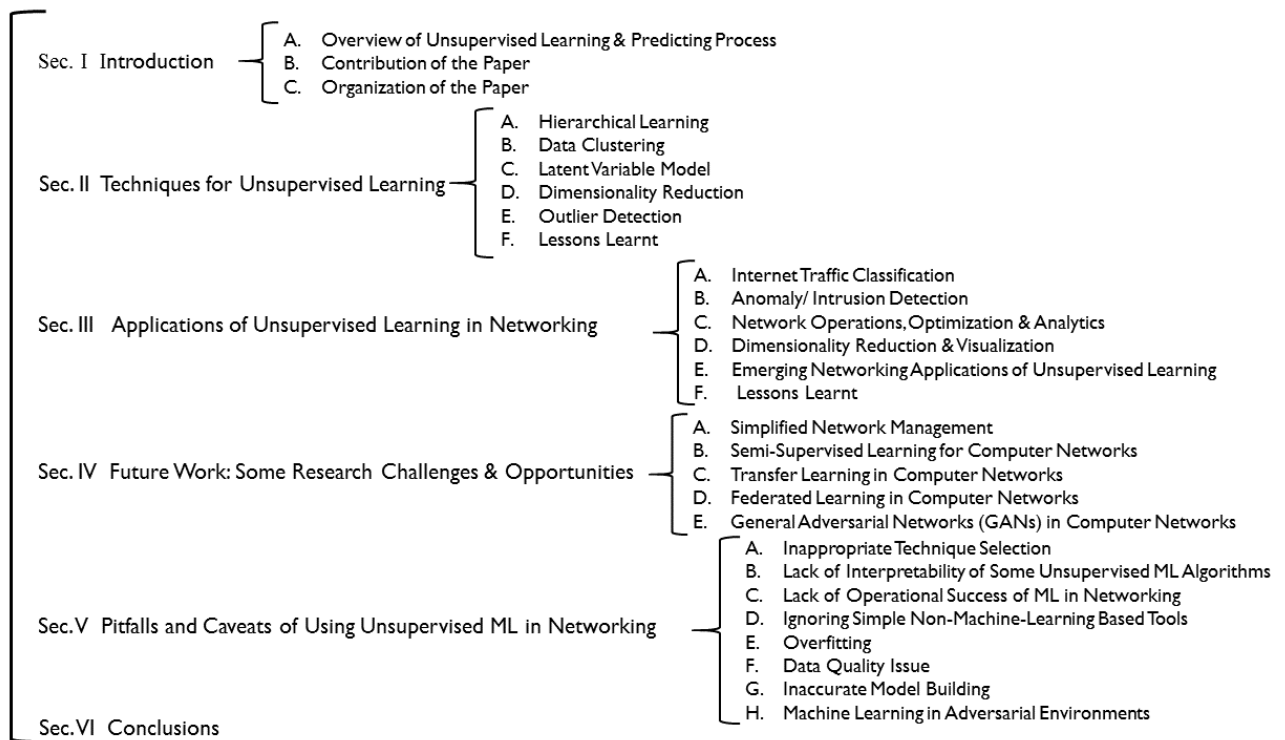 Sec. I Introduction
A. Overview of Unsupervised Learning & Predicting Process
B. Contribution of the Paper
C. Organization of the Paper
Sec. II Techniques for Unsupervised Learning
A. Hierarchical Learning
B. Data Clustering
C. Latent Variable Model
D. Dimensionality Reduction
E. Outlier Detection
F. Lessons Learnt
Sec. III Applications of Unsupervised Learning in Networking
A. Internet Traffic Classification
B. Anomaly/ Intrusion Detection
C. Network Operations, Optimization & Analytics
D. Dimensionality Reduction & Visualization
E. Emerging Networking Applications of Unsupervised Learning
F. Lessons Learnt
Sec. IV Future Work: Some Research Challenges & Opportunities
A. Simplified Network Management
B. Semi-Supervised Learning for Computer Networks
C. Transfer Learning in Computer Networks
D. Federated Learning in Computer Networks
E. General Adversarial Networks (GANs) in Computer Networks
Sec. V Pitfalls and Caveats of Using Unsupervised ML in Networking
A. Inappropriate Technique Selection
B. Lack of Interpretability of Some Unsupervised ML Algorithms
C. Lack of Operational Success of ML in Networking
D. Ignoring Simple Non-Machine-Learning Based Tools
E. Overfitting
F. Data Quality Issue
G. Inaccurate Model Building
H. Machine Learning in Adversarial Environments
Sec. VI Conclusions